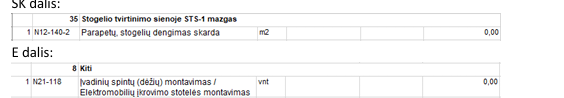 SK dalis:
35 Stogelio tvirtinimo sienoje STS-1 mazgas
1 N12-140-2 Parapetų, stogelių dengimas skarda m2 0,00
E dalis:
8 Kiti
1 N21-118 Įvadinių spintų (dėžių) montavimas / vnt 0,00
Elektromobilių įkrovimo stotelės montavimas